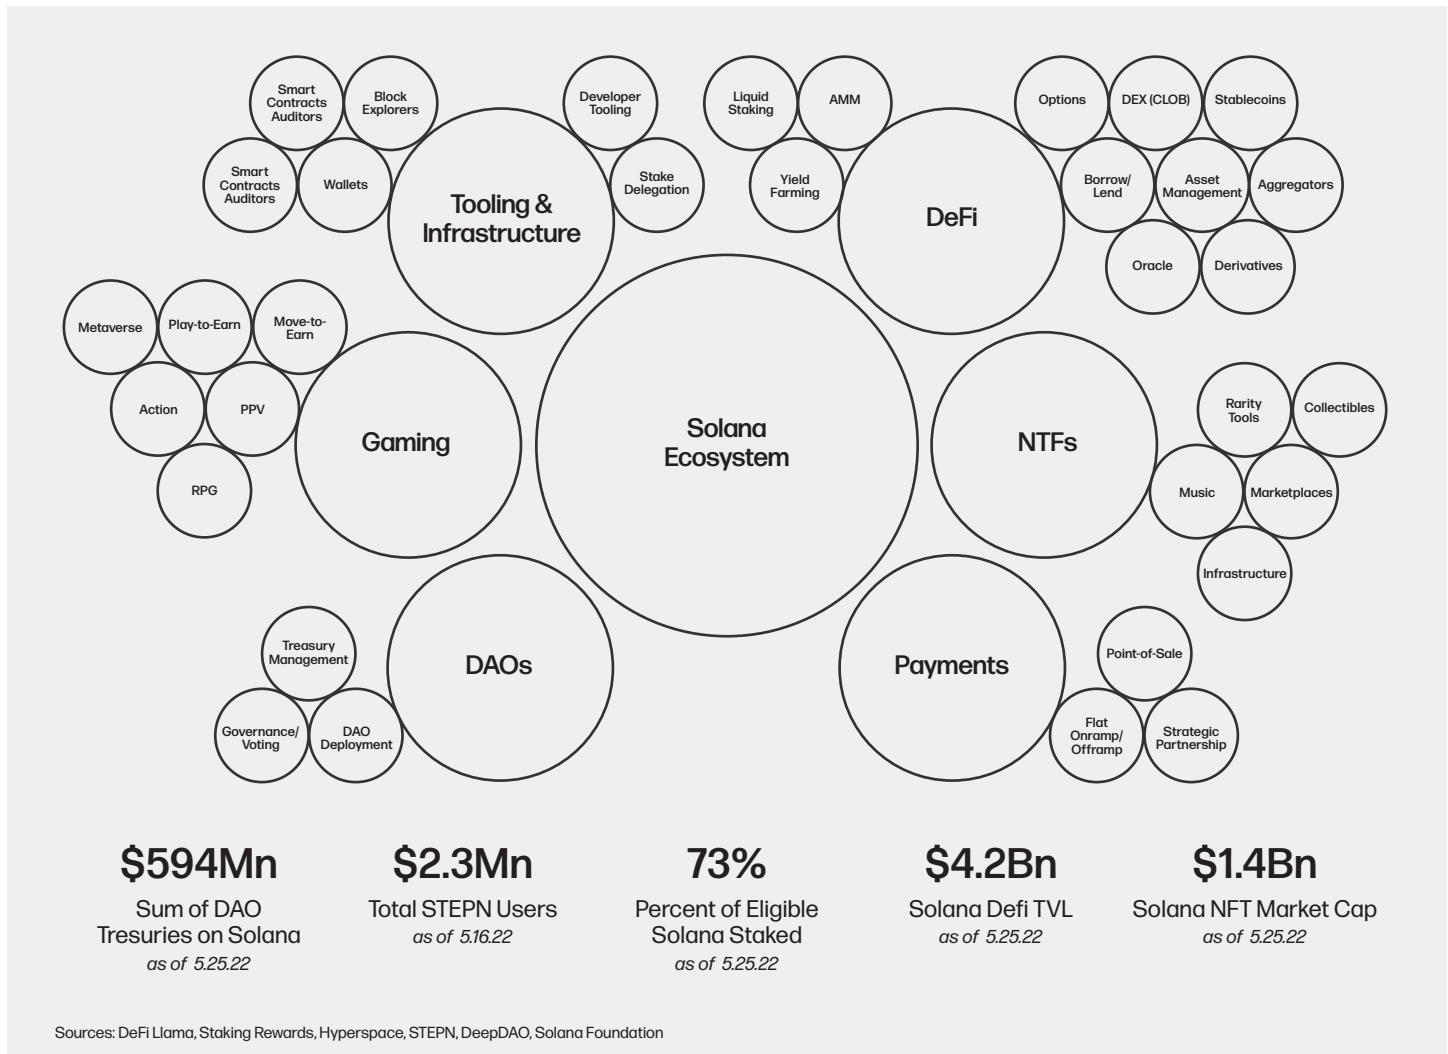 Smart
Contracts
Auditors
Block
Explorers
Smart
Contracts
Auditors
Wallets
Tooling &
Infrastructure
Developer
Tooling
Stake
Delegation
Liquid
Staking
AMM
Yield
Farming
DeFi
Options
DEX (CLOB)
Stablecoins
Borrow/
Lend
Asset
Management
Aggregators
Oracle
Derivatives
Metaverse
Play-to-Earn
Move-to-
Earn
Action
PPV
RPG
Gaming
Solana
Ecosystem
NTFs
Rarity
Tools
Collectibles
Music
Marketplaces
Infrastructure
Treasury
Management
Governance/
Voting
DAO
Deployment
DAOs
Payments
Point-of-Sale
Flat
Onramp/
Offramp
Strategic
Partnership
$594Mn
Sum of DAO
Tresuries on Solana
as of 5.25.22
$2.3Mn
Total STEPN Users
as of 5.16.22
73%
Percent of Eligible
Solana Staked
as of 5.25.22
$4.2Bn
Solana Defi TVL
as of 5.25.22
$1.4Bn
Solana NFT Market Cap
as of 5.25.22
Sources: DeFi Llama, Staking Rewards, Hyperspace, STEPN, DeepDAO, Solana Foundation